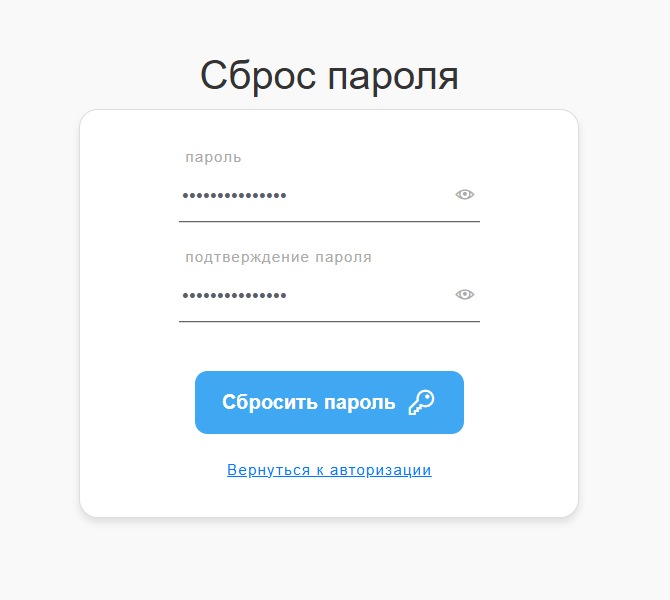 Сброс пароля
пароль
•••••••••••••••
подтверждение пароля
•••••••••••••••
Сбросить пароль
Вернуться к авторизации